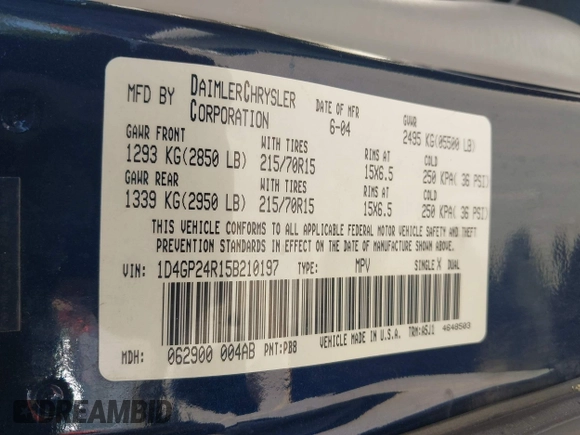 MFD BY DAIMLERCHRYSLER CORPORATION
DATE OF MFR 6-04
GVWR 2495 KG(05500 LB)
GAWR FRONT WITH TIRES RIMS AT COLD
1293 KG(2850 LB) 215/70R15 15X6.5 250 KPA( 36 PSI)
GAWR REAR WITH TIRES RIMS AT COLD
1339 KG(2950 LB) 215/70R15 15X6.5 250 KPA( 36 PSI)
THIS VEHICLE CONFORMS TO ALL APPLICABLE FEDERAL MOTOR VEHICLE SAFETY AND THEFT
PREVENTION STANDARDS IN EFFECT ON THE DATE OF MANUFACTURE SHOWN ABOVE.
VIN: 1D4GP24R15B210197 TYPE: MPV SINGLE X DUAL
MDH: 062900 004AB PNT:PB8 VEHICLE MADE IN U.S.A. TRM:A5J1 4648503
DREAMBID